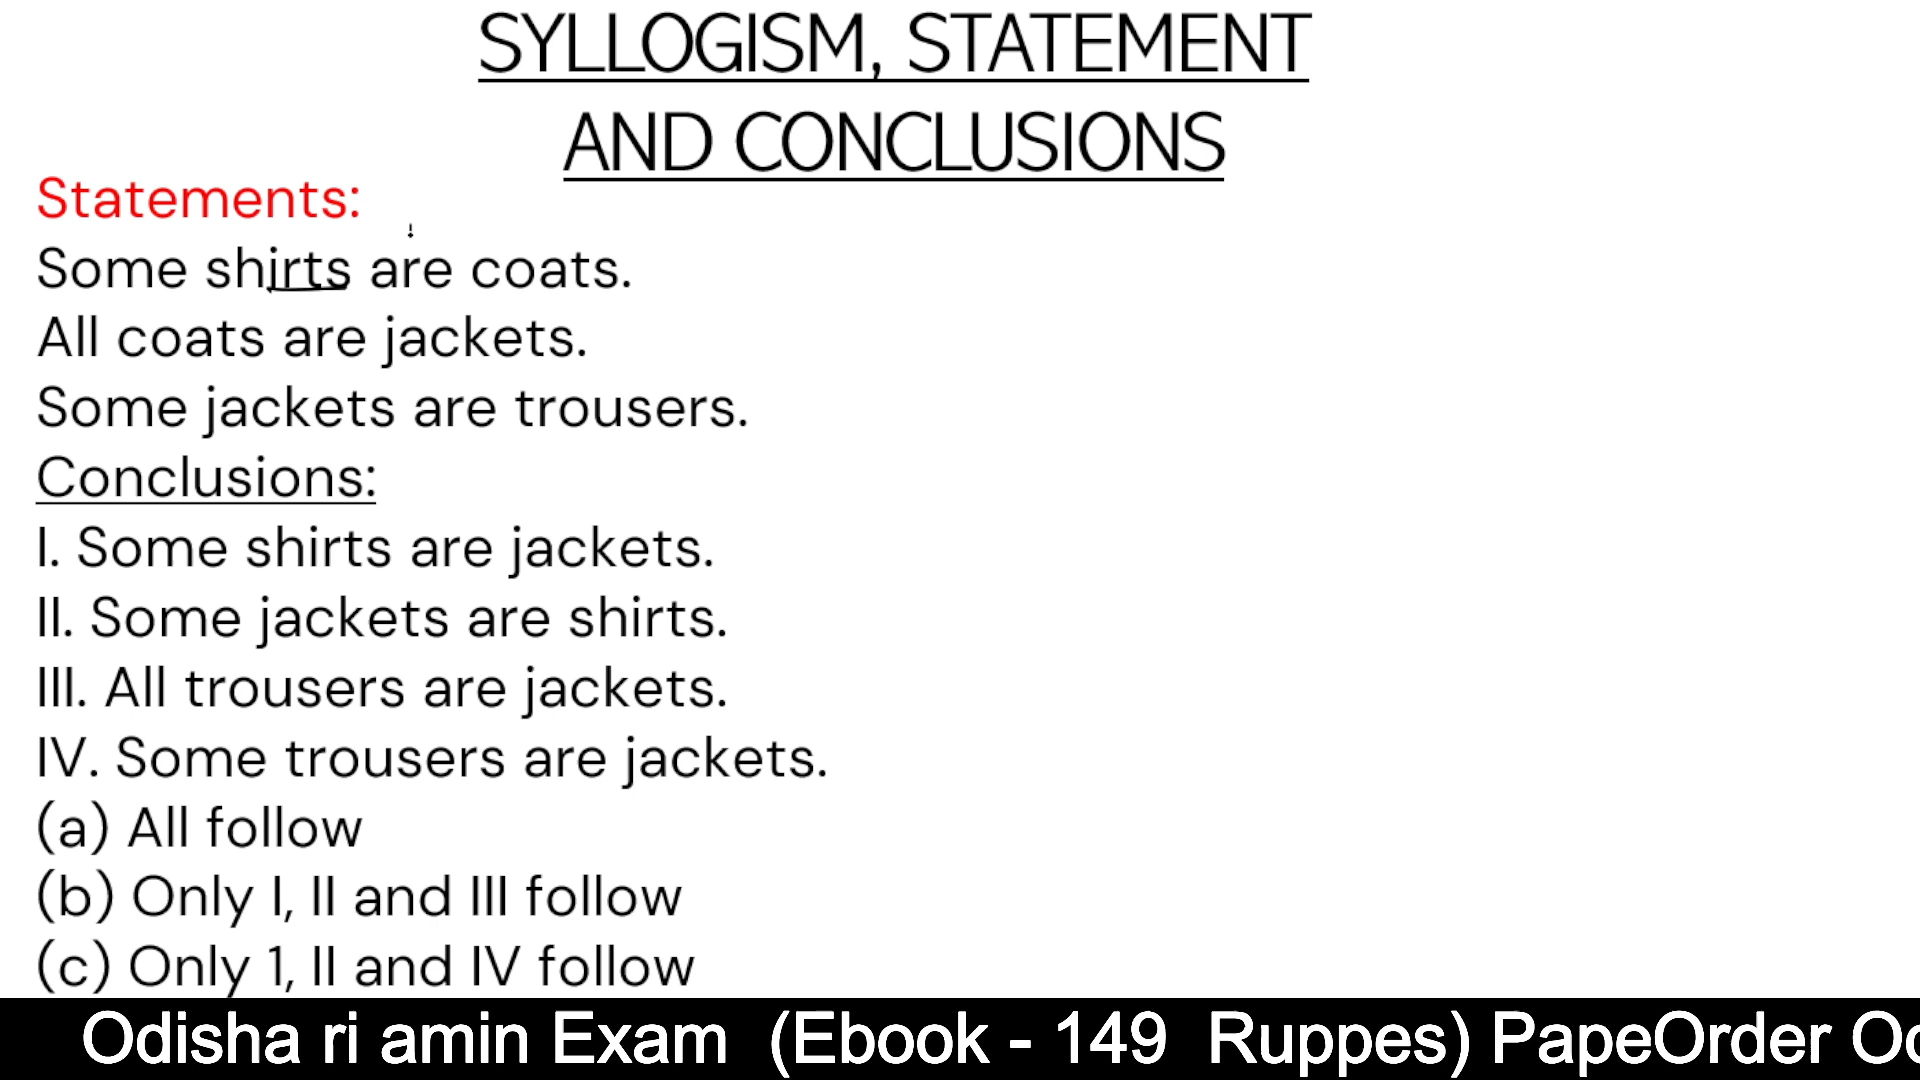 SYLLOGISM, STATEMENT
AND CONCLUSIONS
Statements:
Some shirts are coats.
All coats are jackets.
Some jackets are trousers.
Conclusions:
I. Some shirts are jackets.
II. Some jackets are shirts.
III. All trousers are jackets.
IV. Some trousers are jackets.
(a) All follow
(b) Only I, II and III follow
(c) Only 1, II and IV follow
Odisha ri amin Exam (Ebook - 149 Ruppes) PapeOrder